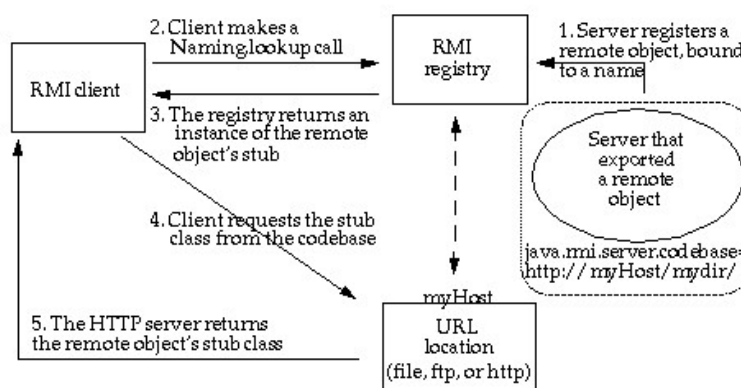 2. Client makes a
Naming.lookup call
RMI
registry
1. Server registers a
remote object, bound
to a name
RMI client
3. The registry returns an
instance of the remote
object's stub
Server that
exported
a remote
object
4. Client requests the stub
class from the codebase
java.rmi.server.codebase=
http://myHost/mydir/
myHost
URL
location
(file, ftp, or http)
5. The HTTP server returns
the remote object's stub class